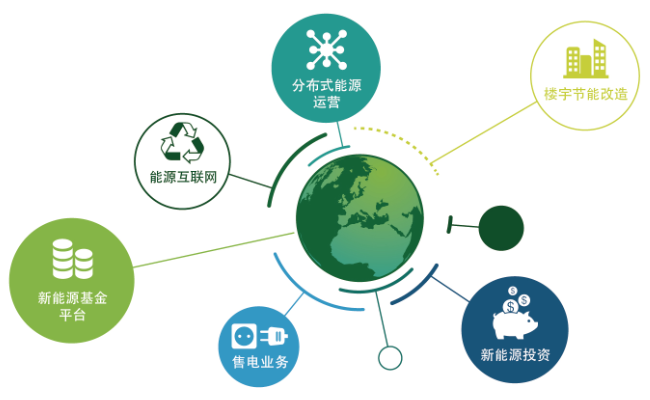 分布式能源
运营
楼宇节能改造
能源互联网
新能源基金
平台
售电业务
新能源投资
$
$
$